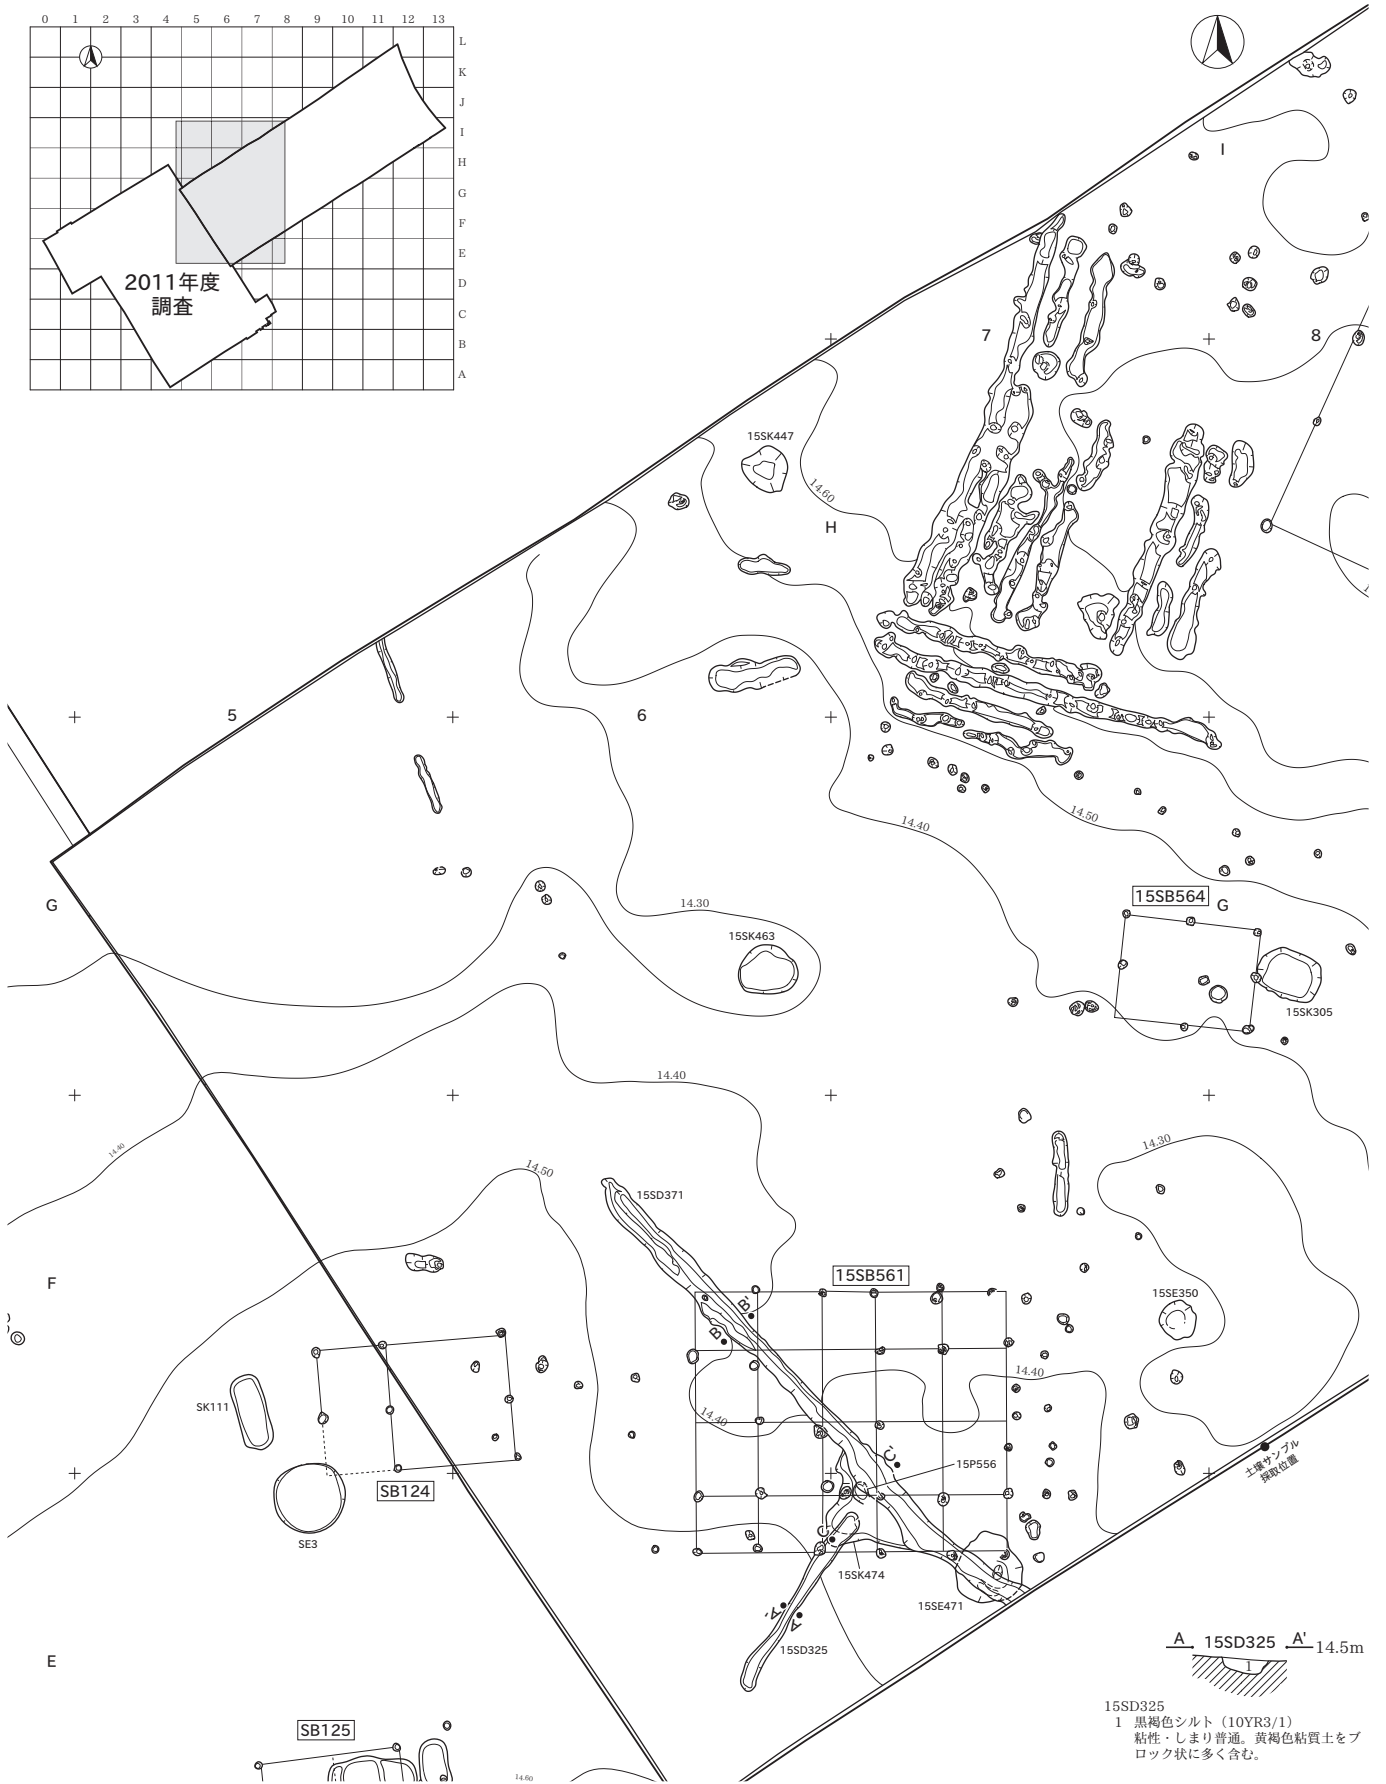 0 1 2 3 4 5 6 7 8 9 10 11 12 13
L
K
J
I
H
G
F
E
D
C
B
A
2011年度
調査
I
7
8
15SK447
14.60
H
5
6
14.50
14.40
G
15SB564
G
14.30
15SK463
15SK305
14.40
14.40
14.30
14.50
15SD371
F
15SB561
15SE350
B'
B
14.40
SK111
14.40
C'
土壌サンプル
採取位置
15P556
SB124
C
SE3
15SK474
15SE471
A'
A
15SD325
E
A 15SD325 A' 14.5m
1
SB125
14.60
15SD325
1 黒褐色シルト（10YR3/1）
粘性・しまり普通。黄褐色粘質土をブ
ロック状に多く含む。